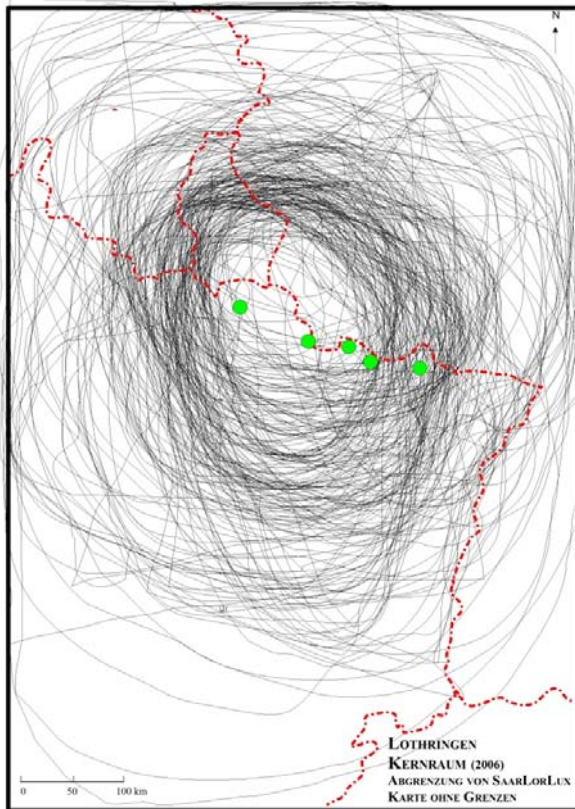 N
LOTHRINGEN
KERNRAUM (2006)
ABGRENZUNG VON SAARLORLUX
KARTE OHNE GRENZEN
0 50 100 km